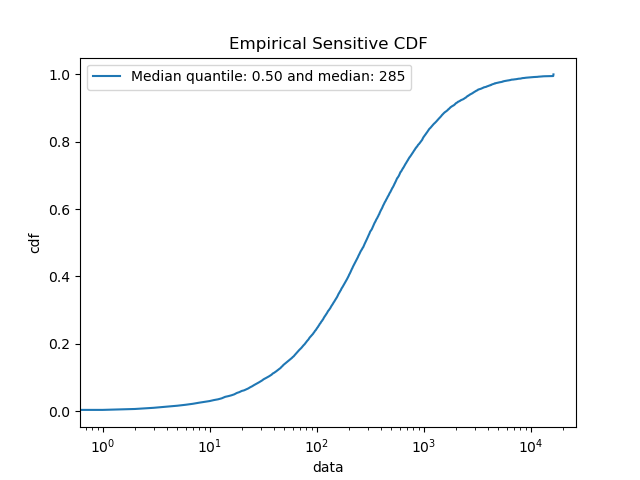 Empirical Sensitive CDF
Median quantile: 0.50 and median: 285
1.0
0.8
0.6
0.4
0.2
0.0
cdf
10⁰ 10¹ 10² 10³ 10⁴
data